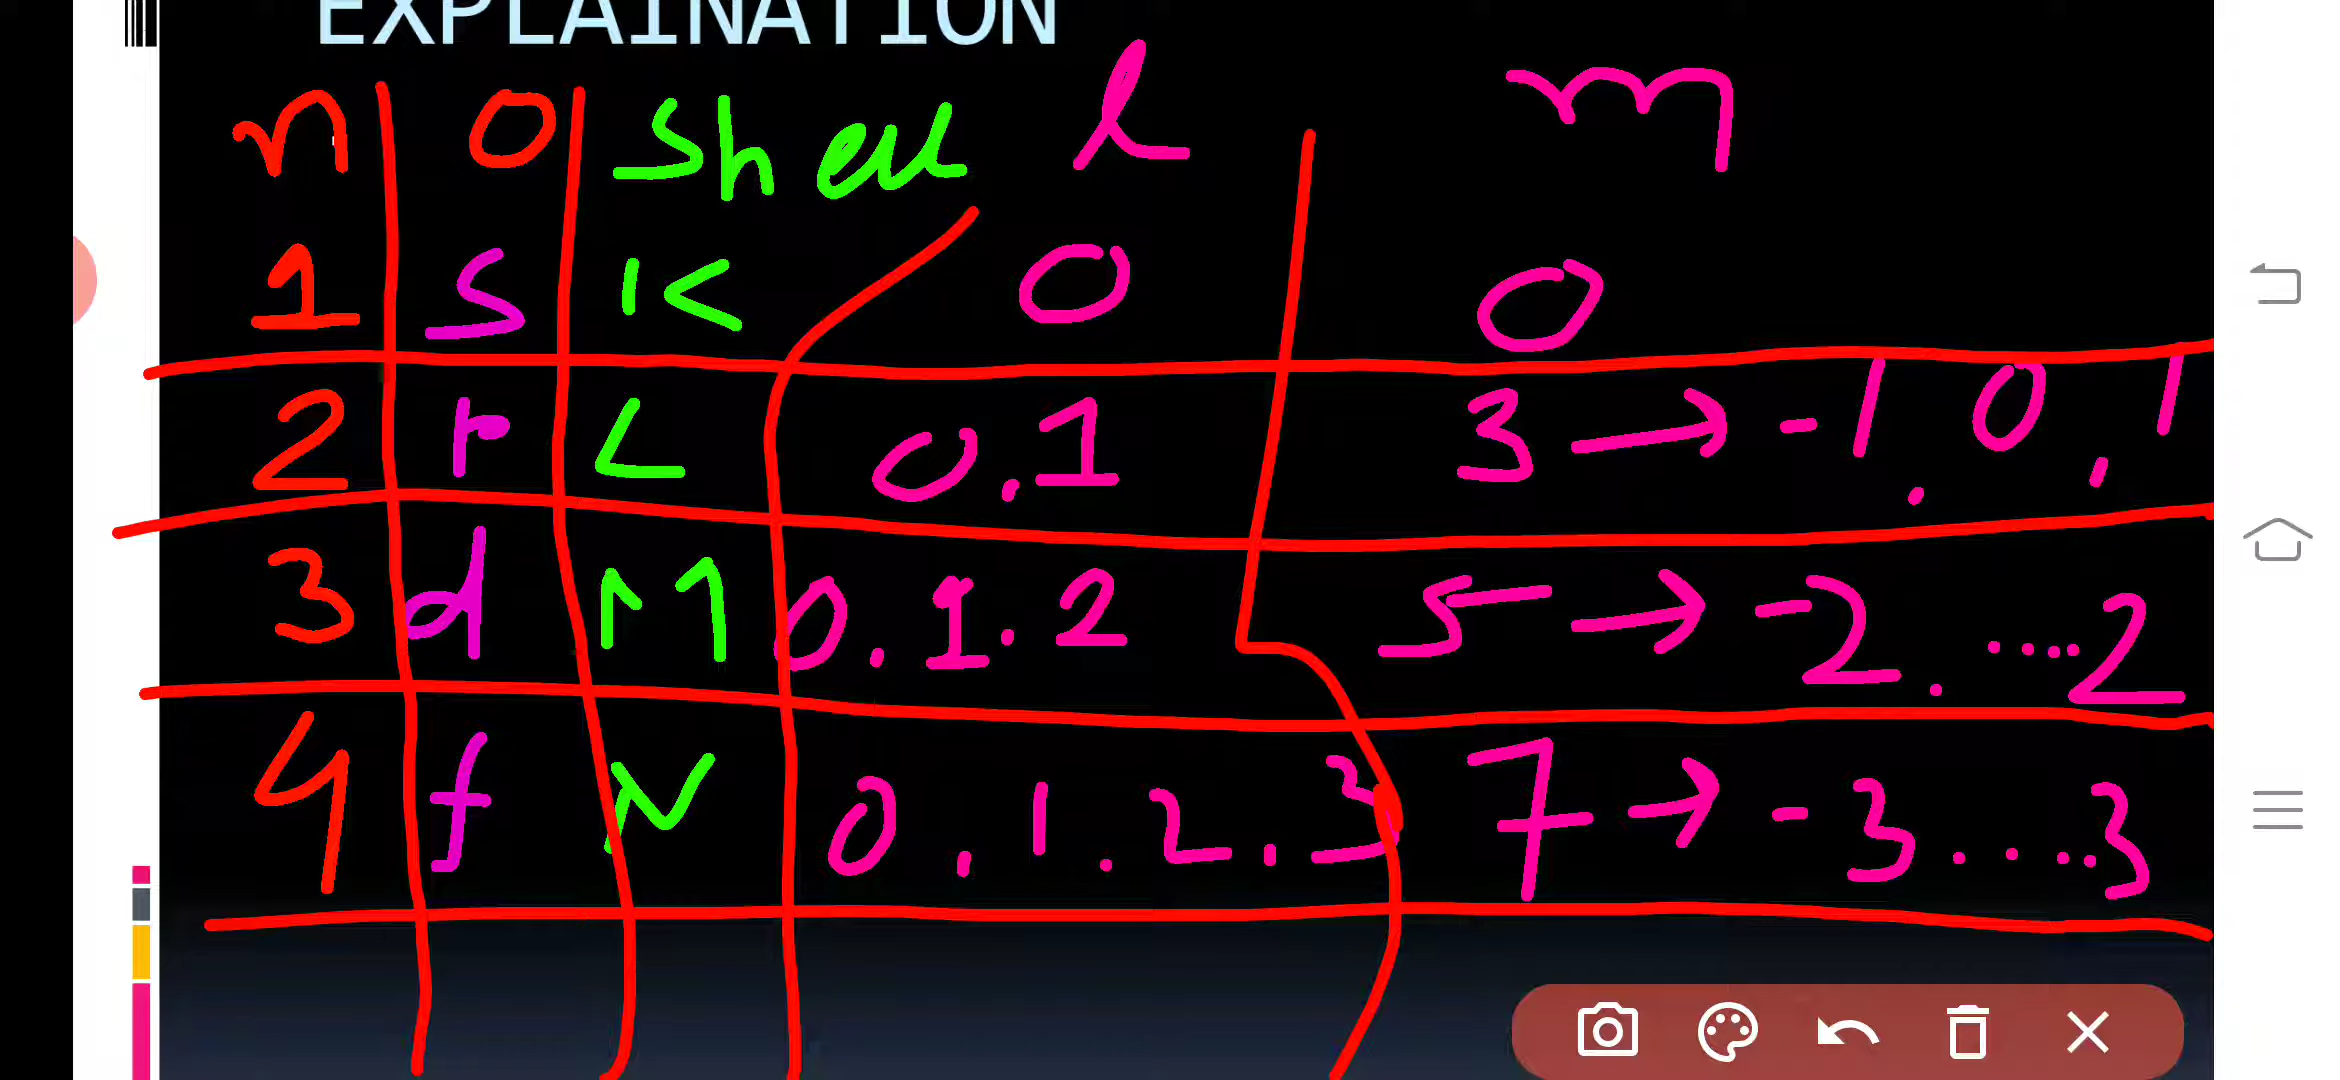 EXPLAINATION
n O Shell l m
1 S K 0 0
2 p L 0,1 3 → -1, 0, 1
3 d M 0.1.2 5 → -2. ....2
4 f N 0,1.2.3 7 → -3....3